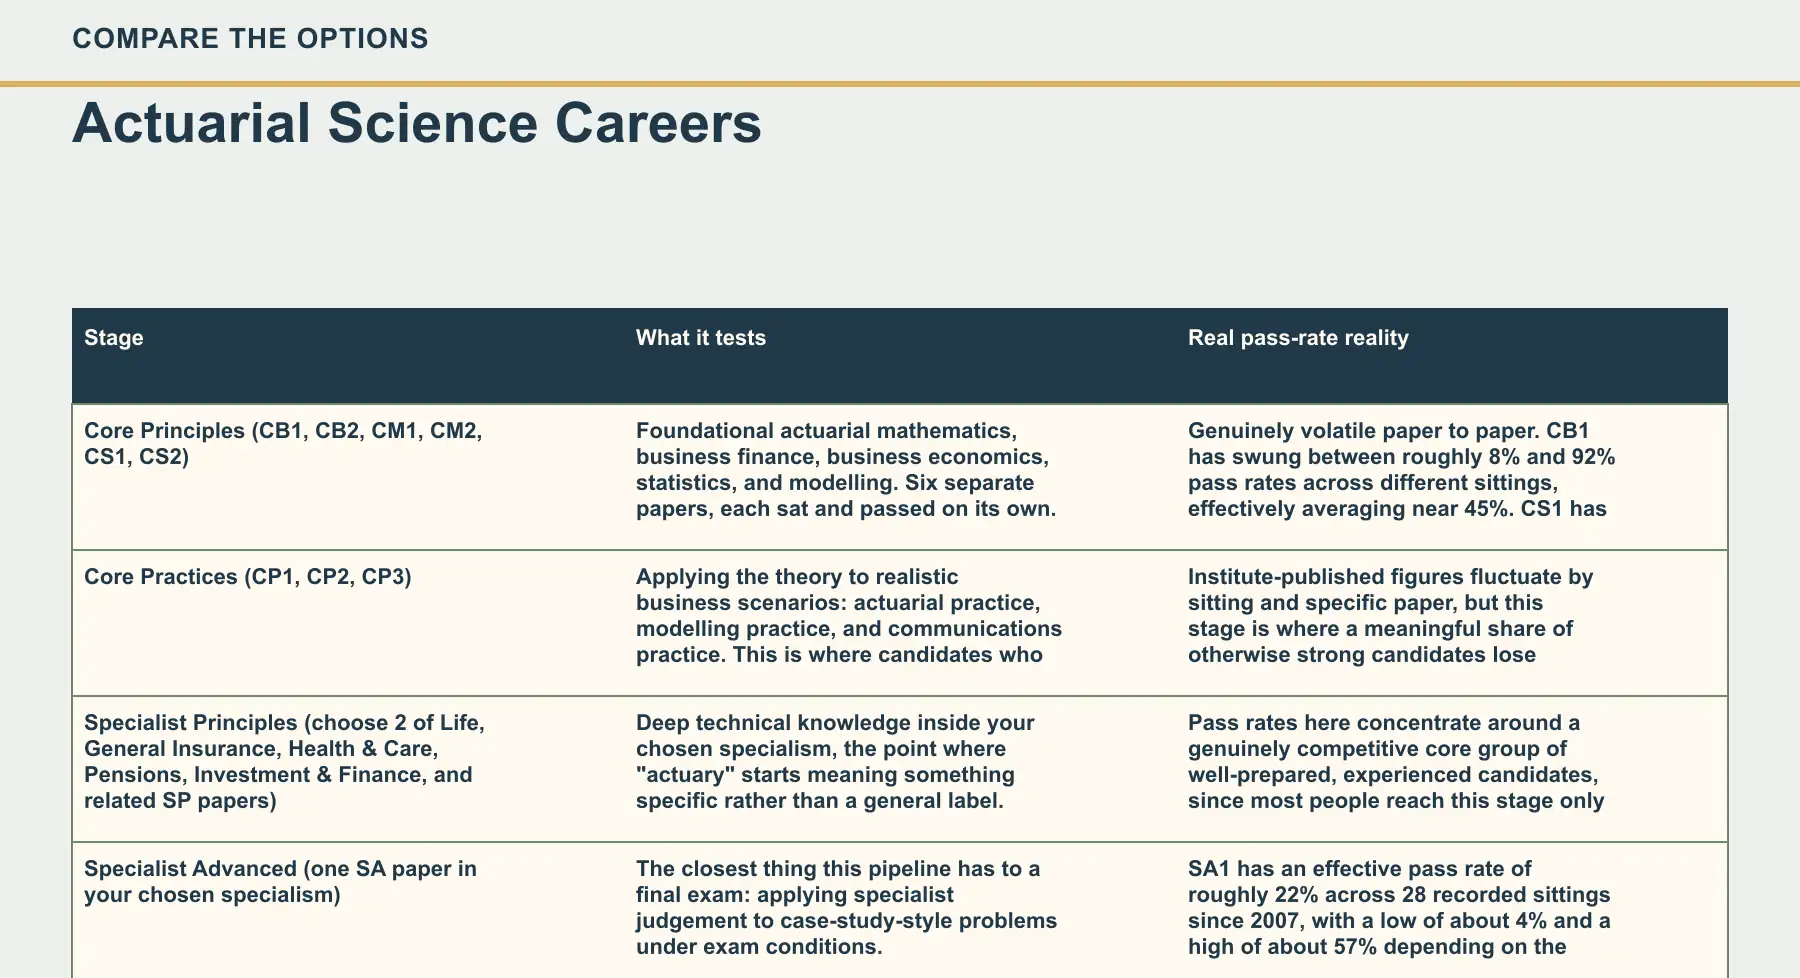 COMPARE THE OPTIONS
Actuarial Science Careers
Stage
What it tests
Real pass-rate reality
Core Principles (CB1, CB2, CM1, CM2,
CS1, CS2)
Foundational actuarial mathematics,
business finance, business economics,
statistics, and modelling. Six separate
papers, each sat and passed on its own.
Genuinely volatile paper to paper. CB1
has swung between roughly 8% and 92%
pass rates across different sittings,
effectively averaging near 45%. CS1 has
Core Practices (CP1, CP2, CP3)
Applying the theory to realistic
business scenarios: actuarial practice,
modelling practice, and communications
practice. This is where candidates who
Institute-published figures fluctuate by
sitting and specific paper, but this
stage is where a meaningful share of
otherwise strong candidates lose
Specialist Principles (choose 2 of Life,
General Insurance, Health & Care,
Pensions, Investment & Finance, and
related SP papers)
Deep technical knowledge inside your
chosen specialism, the point where
"actuary" starts meaning something
specific rather than a general label.
Pass rates here concentrate around a
genuinely competitive core group of
well-prepared, experienced candidates,
since most people reach this stage only
Specialist Advanced (one SA paper in
your chosen specialism)
The closest thing this pipeline has to a
final exam: applying specialist
judgement to case-study-style problems
under exam conditions.
SA1 has an effective pass rate of
roughly 22% across 28 recorded sittings
since 2007, with a low of about 4% and a
high of about 57% depending on the